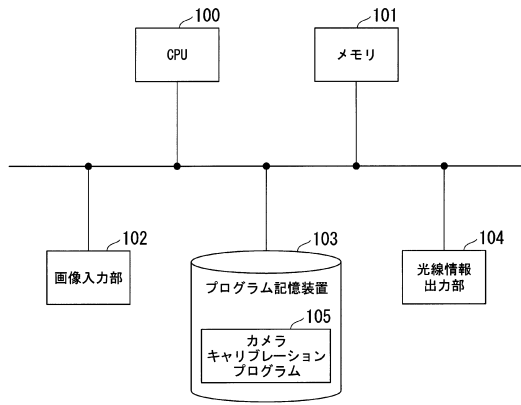 100
CPU
101
メモリ
102
画像入力部
103
プログラム記憶装置
105
カメラ
キャリブレーション
プログラム
104
光線情報
出力部